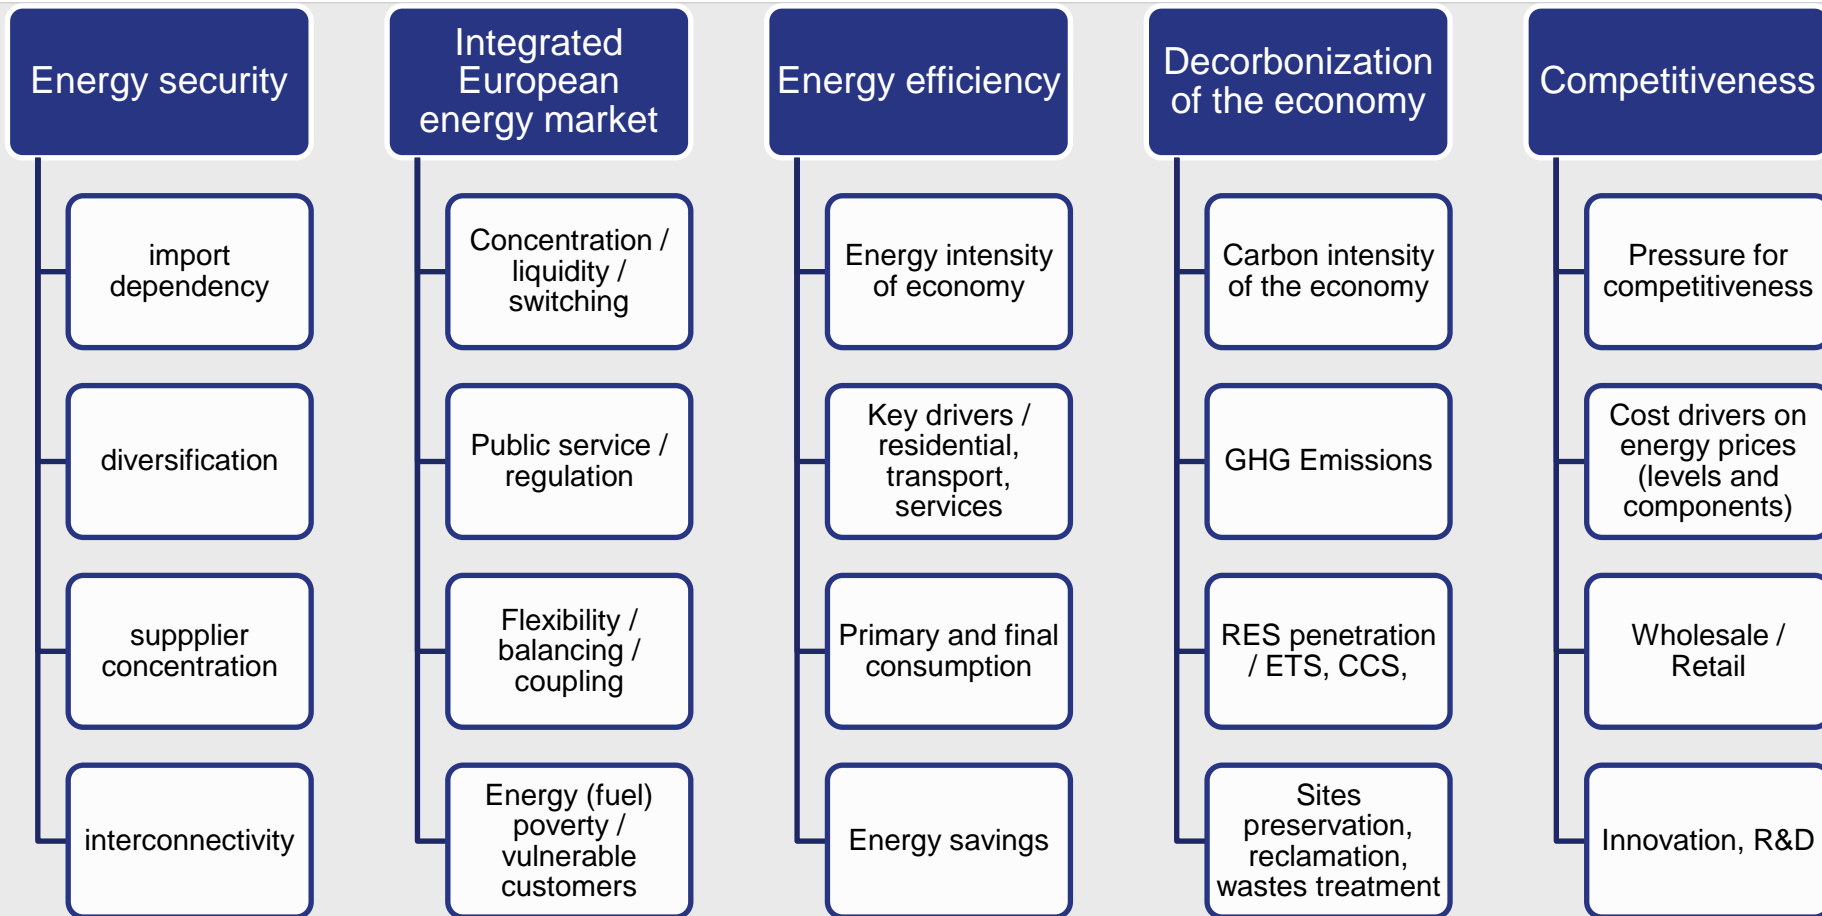 Energy security
import
dependency
diversification
suppplier
concentration
interconnectivity
Integrated
European
energy market
Concentration /
liquidity /
switching
Public service /
regulation
Flexibility /
balancing /
coupling
Energy (fuel)
poverty /
vulnerable
customers
Energy efficiency
Energy intensity
of economy
Key drivers /
residential,
transport,
services
Primary and final
consumption
Energy savings
Decorbonization
of the economy
Carbon intensity
of the economy
GHG Emissions
RES penetration
/ ETS, CCS,
Sites
preservation,
reclamation,
wastes treatment
Competitiveness
Pressure for
competitiveness
Cost drivers on
energy prices
(levels and
components)
Wholesale /
Retail
Innovation, R&D